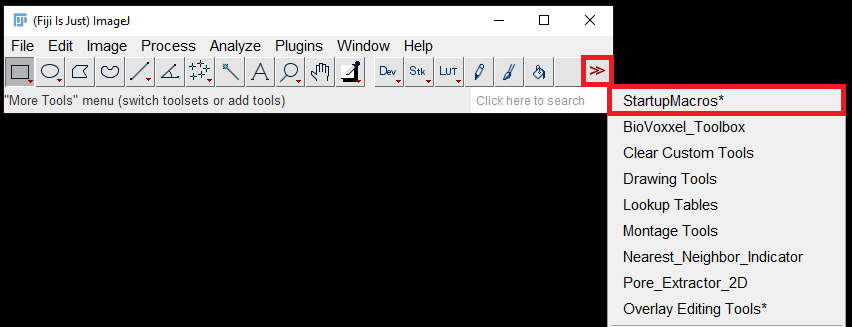 (Fiji Is Just) ImageJ
File Edit Image Process Analyze Plugins Window Help
A Dev Stk LUT >>
"More Tools" menu (switch toolsets or add tools) Click here to search
StartupMacros*
BioVoxxel_Toolbox
Clear Custom Tools
Drawing Tools
Lookup Tables
Montage Tools
Nearest_Neighbor_Indicator
Pore_Extractor_2D
Overlay Editing Tools*